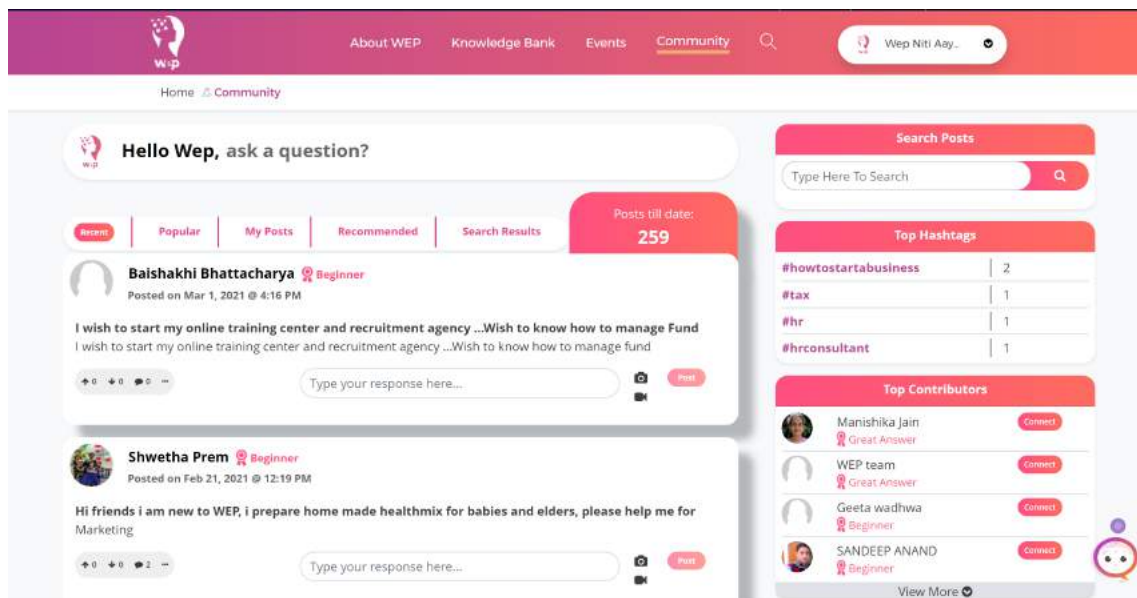 About WEP Knowledge Bank Events Community Wep Niti Aay..
w-p
Home Community
w-p
Hello Wep, ask a question?
Recent Popular My Posts Recommended Search Results
Posts till date:
259
Baishakhi Bhattacharya Beginner
Posted on Mar 1, 2021 @ 4:16 PM
I wish to start my online training center and recruitment agency ...Wish to know how to manage Fund
I wish to start my online training center and recruitment agency ...Wish to know how to manage fund
0 0 0
Type your response here...
Post
Shwetha Prem Beginner
Posted on Feb 21, 2021 @ 12:19 PM
Hi friends i am new to WEP, i prepare home made healthmix for babies and elders, please help me for
Marketing
0 0 2
Type your response here...
Post
Search Posts
Type Here To Search
Top Hashtags
#howtostartabusiness 2
#tax 1
#hr 1
#hrconsultant 1
Top Contributors
Manishika Jain Connect
Great Answer
WEP team Connect
Great Answer
Geeta wadhwa Connect
Beginner
SANDEEP ANAND Connect
Beginner
View More